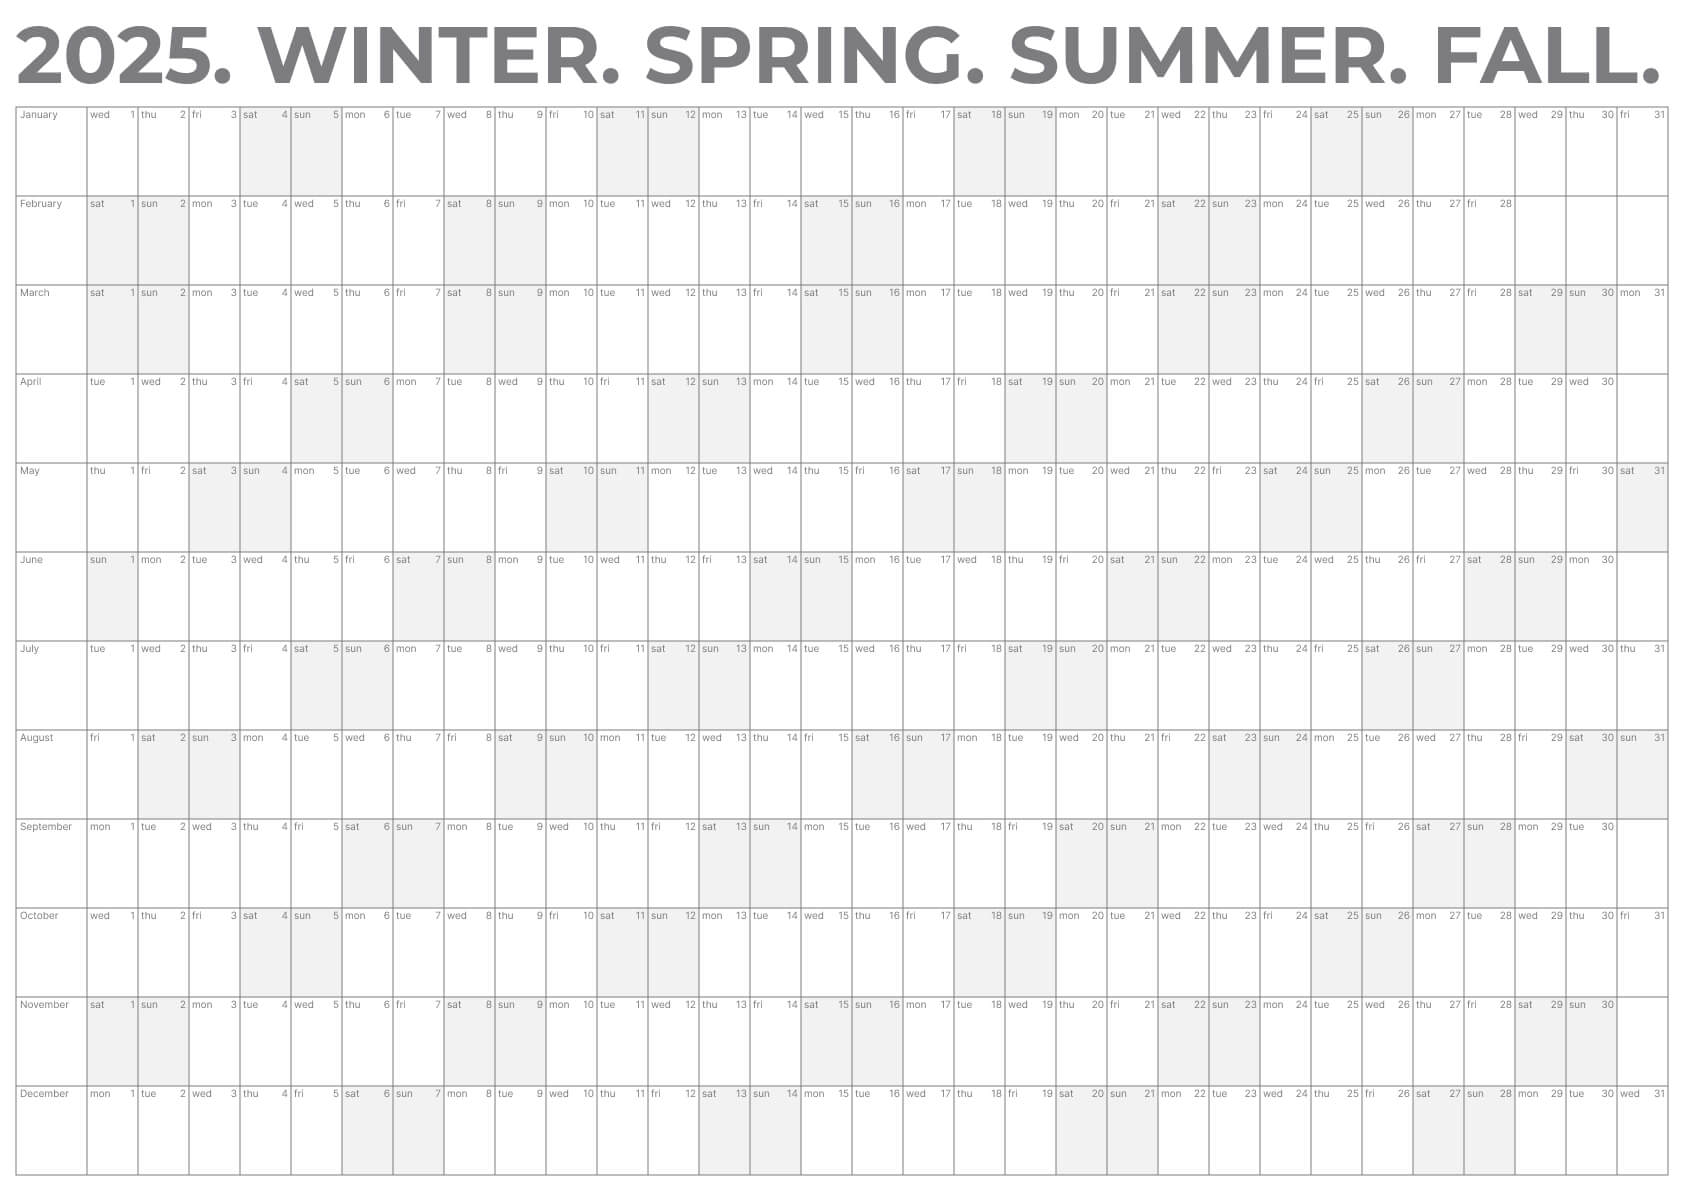 2025. WINTER. SPRING. SUMMER. FALL.
January wed 1 thu 2 fri 3 sat 4 sun 5 mon 6 tue 7 wed 8 thu 9 fri 10 sat 11 sun 12 mon 13 tue 14 wed 15 thu 16 fri 17 sat 18 sun 19 mon 20 tue 21 wed 22 thu 23 fri 24 sat 25 sun 26 mon 27 tue 28 wed 29 thu 30 fri 31
February sat 1 sun 2 mon 3 tue 4 wed 5 thu 6 fri 7 sat 8 sun 9 mon 10 tue 11 wed 12 thu 13 fri 14 sat 15 sun 16 mon 17 tue 18 wed 19 thu 20 fri 21 sat 22 sun 23 mon 24 tue 25 wed 26 thu 27 fri 28
March sat 1 sun 2 mon 3 tue 4 wed 5 thu 6 fri 7 sat 8 sun 9 mon 10 tue 11 wed 12 thu 13 fri 14 sat 15 sun 16 mon 17 tue 18 wed 19 thu 20 fri 21 sat 22 sun 23 mon 24 tue 25 wed 26 thu 27 fri 28 sat 29 sun 30 mon 31
April tue 1 wed 2 thu 3 fri 4 sat 5 sun 6 mon 7 tue 8 wed 9 thu 10 fri 11 sat 12 sun 13 mon 14 tue 15 wed 16 thu 17 fri 18 sat 19 sun 20 mon 21 tue 22 wed 23 thu 24 fri 25 sat 26 sun 27 mon 28 tue 29 wed 30
May thu 1 fri 2 sat 3 sun 4 mon 5 tue 6 wed 7 thu 8 fri 9 sat 10 sun 11 mon 12 tue 13 wed 14 thu 15 fri 16 sat 17 sun 18 mon 19 tue 20 wed 21 thu 22 fri 23 sat 24 sun 25 mon 26 tue 27 wed 28 thu 29 fri 30 sat 31
June sun 1 mon 2 tue 3 wed 4 thu 5 fri 6 sat 7 sun 8 mon 9 tue 10 wed 11 thu 12 fri 13 sat 14 sun 15 mon 16 tue 17 wed 18 thu 19 fri 20 sat 21 sun 22 mon 23 tue 24 wed 25 thu 26 fri 27 sat 28 sun 29 mon 30
July tue 1 wed 2 thu 3 fri 4 sat 5 sun 6 mon 7 tue 8 wed 9 thu 10 fri 11 sat 12 sun 13 mon 14 tue 15 wed 16 thu 17 fri 18 sat 19 sun 20 mon 21 tue 22 wed 23 thu 24 fri 25 sat 26 sun 27 mon 28 tue 29 wed 30 thu 31
August fri 1 sat 2 sun 3 mon 4 tue 5 wed 6 thu 7 fri 8 sat 9 sun 10 mon 11 tue 12 wed 13 thu 14 fri 15 sat 16 sun 17 mon 18 tue 19 wed 20 thu 21 fri 22 sat 23 sun 24 mon 25 tue 26 wed 27 thu 28 fri 29 sat 30 sun 31
September mon 1 tue 2 wed 3 thu 4 fri 5 sat 6 sun 7 mon 8 tue 9 wed 10 thu 11 fri 12 sat 13 sun 14 mon 15 tue 16 wed 17 thu 18 fri 19 sat 20 sun 21 mon 22 tue 23 wed 24 thu 25 fri 26 sat 27 sun 28 mon 29 tue 30
October wed 1 thu 2 fri 3 sat 4 sun 5 mon 6 tue 7 wed 8 thu 9 fri 10 sat 11 sun 12 mon 13 tue 14 wed 15 thu 16 fri 17 sat 18 sun 19 mon 20 tue 21 wed 22 thu 23 fri 24 sat 25 sun 26 mon 27 tue 28 wed 29 thu 30 fri 31
November sat 1 sun 2 mon 3 tue 4 wed 5 thu 6 fri 7 sat 8 sun 9 mon 10 tue 11 wed 12 thu 13 fri 14 sat 15 sun 16 mon 17 tue 18 wed 19 thu 20 fri 21 sat 22 sun 23 mon 24 tue 25 wed 26 thu 27 fri 28 sat 29 sun 30
December mon 1 tue 2 wed 3 thu 4 fri 5 sat 6 sun 7 mon 8 tue 9 wed 10 thu 11 fri 12 sat 13 sun 14 mon 15 tue 16 wed 17 thu 18 fri 19 sat 20 sun 21 mon 22 tue 23 wed 24 thu 25 fri 26 sat 27 sun 28 mon 29 tue 30 wed 31